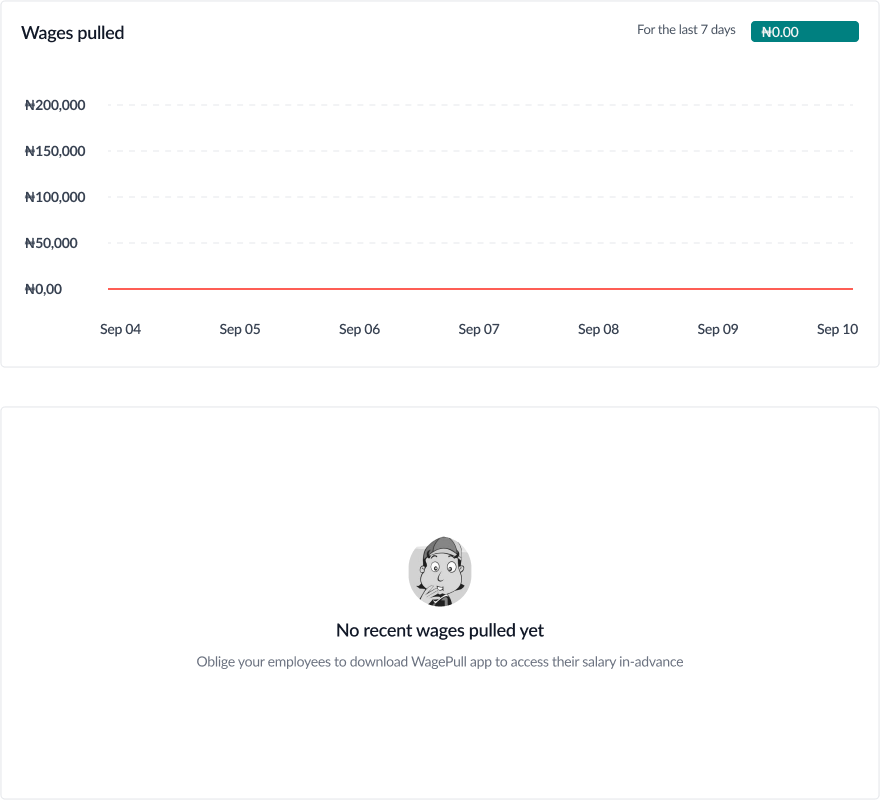 Wages pulled
For the last 7 days
₦0.00
₦200,000
₦150,000
₦100,000
₦50,000
₦0,00
Sep 04 Sep 05 Sep 06 Sep 07 Sep 08 Sep 09 Sep 10
No recent wages pulled yet
Oblige your employees to download WagePull app to access their salary in-advance